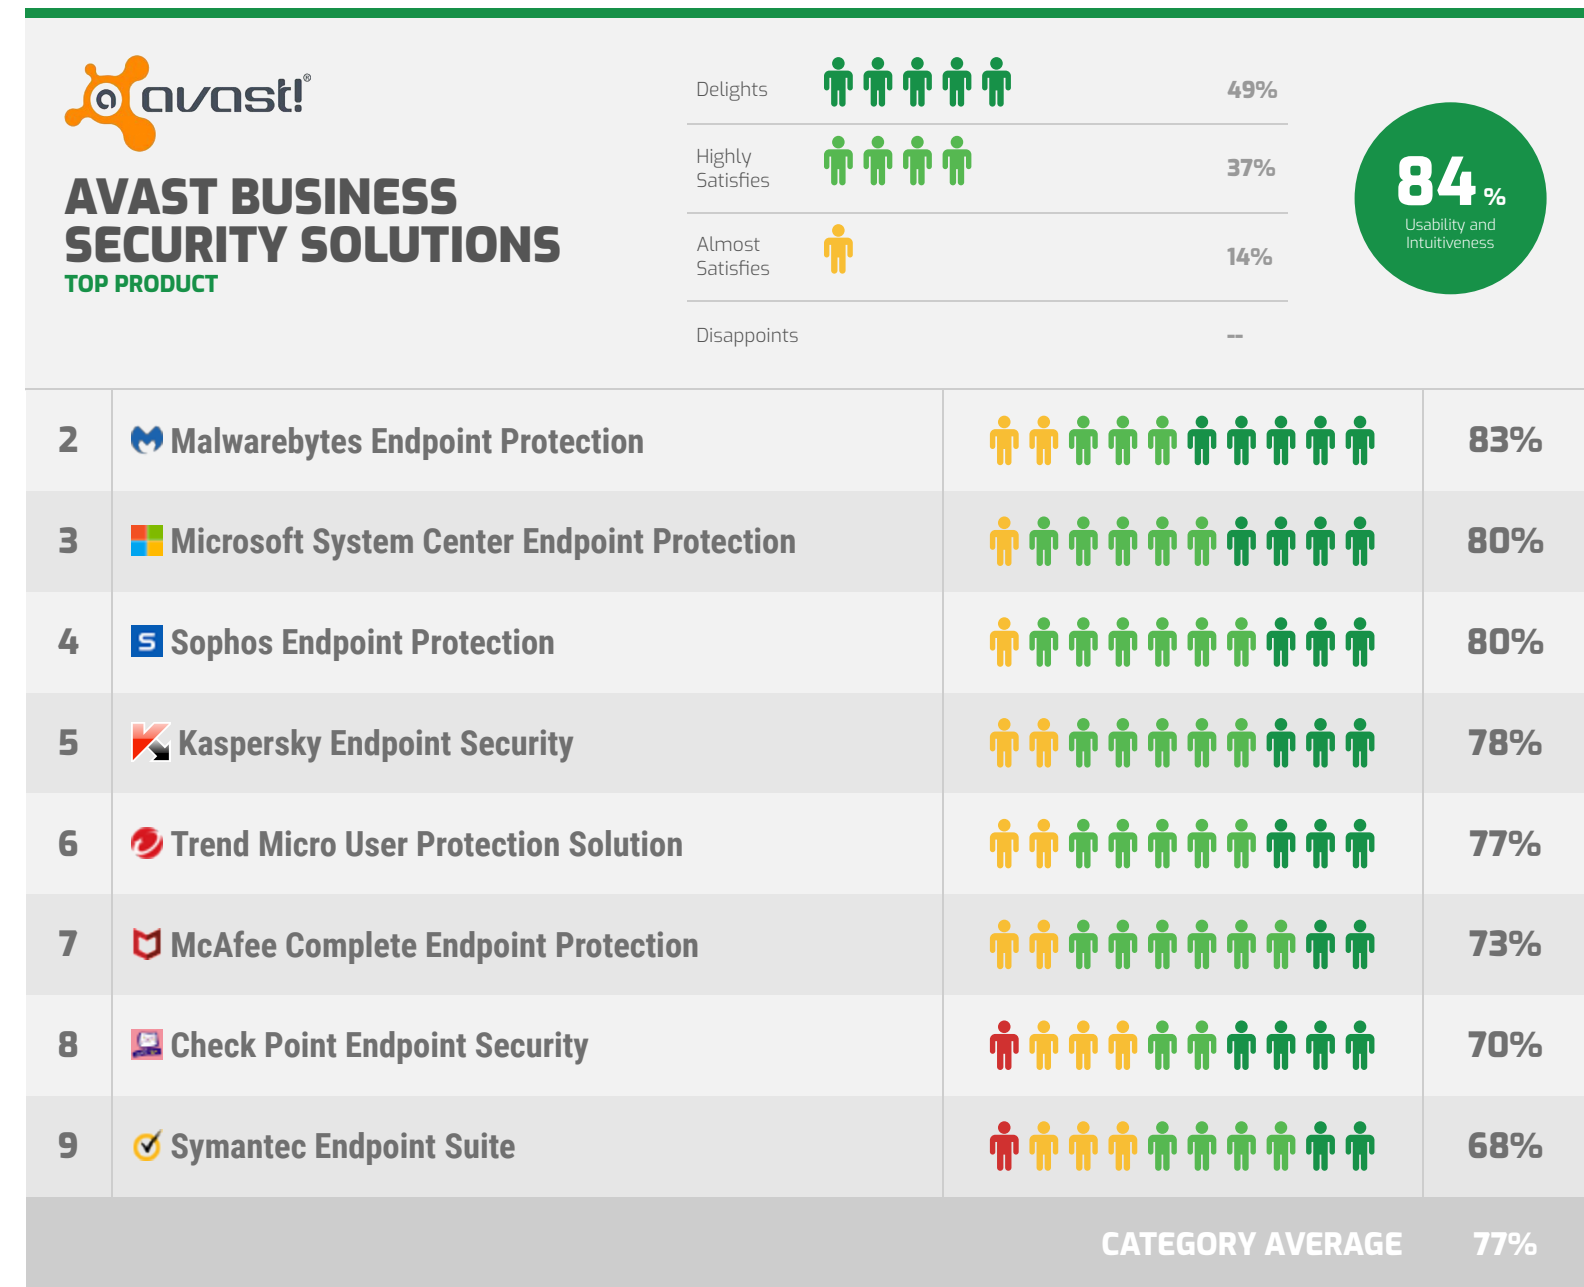 avast!®
AVAST BUSINESS
SECURITY SOLUTIONS
TOP PRODUCT
Delights 49%
Highly
Satisfies 37%
Almost
Satisfies 14%
Disappoints --
84%
Usability and
Intuitiveness
2 Malwarebytes Endpoint Protection 83%
3 Microsoft System Center Endpoint Protection 80%
4 Sophos Endpoint Protection 80%
5 Kaspersky Endpoint Security 78%
6 Trend Micro User Protection Solution 77%
7 McAfee Complete Endpoint Protection 73%
8 Check Point Endpoint Security 70%
9 Symantec Endpoint Suite 68%
CATEGORY AVERAGE 77%